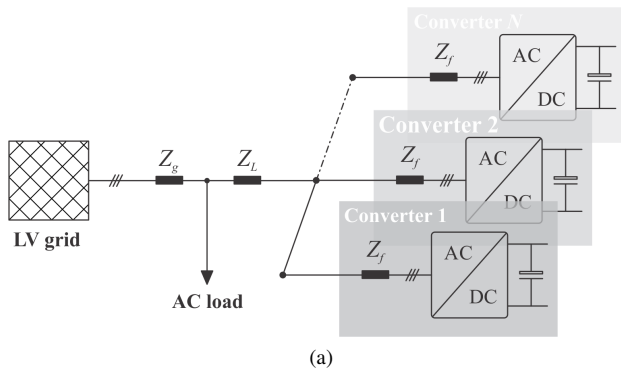 Converter N
Z_f
AC
DC
Converter 2
Z_g
Z_L
Z_f
AC
DC
LV grid
Converter 1
Z_f
AC
DC
AC load
(a)